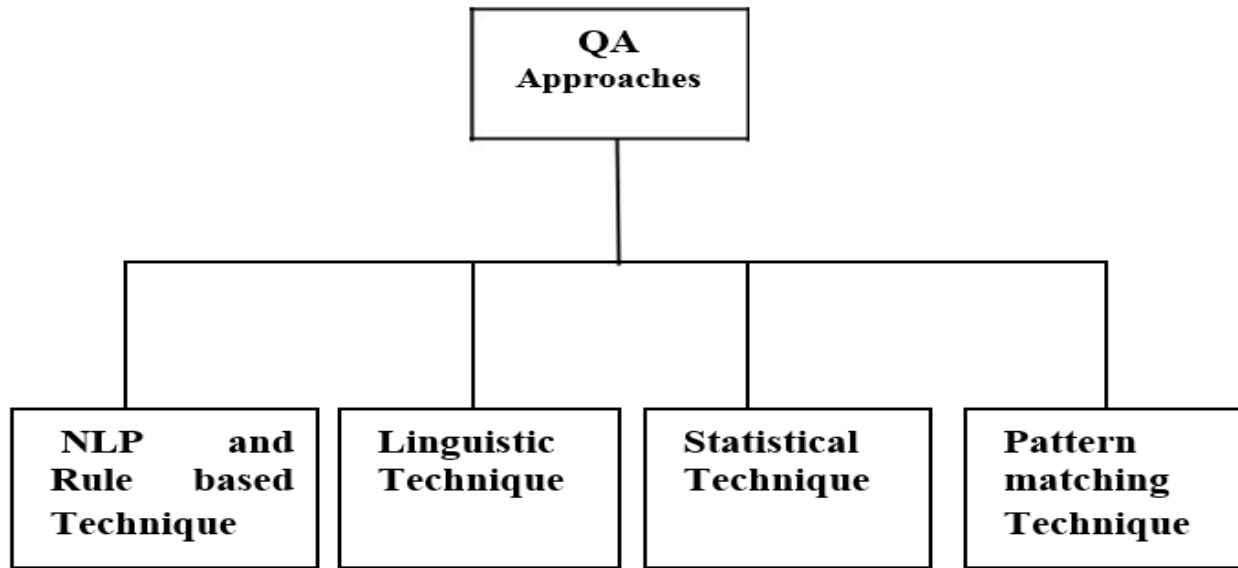 QA
Approaches
NLP and
Rule based
Technique
Linguistic
Technique
Statistical
Technique
Pattern
matching
Technique